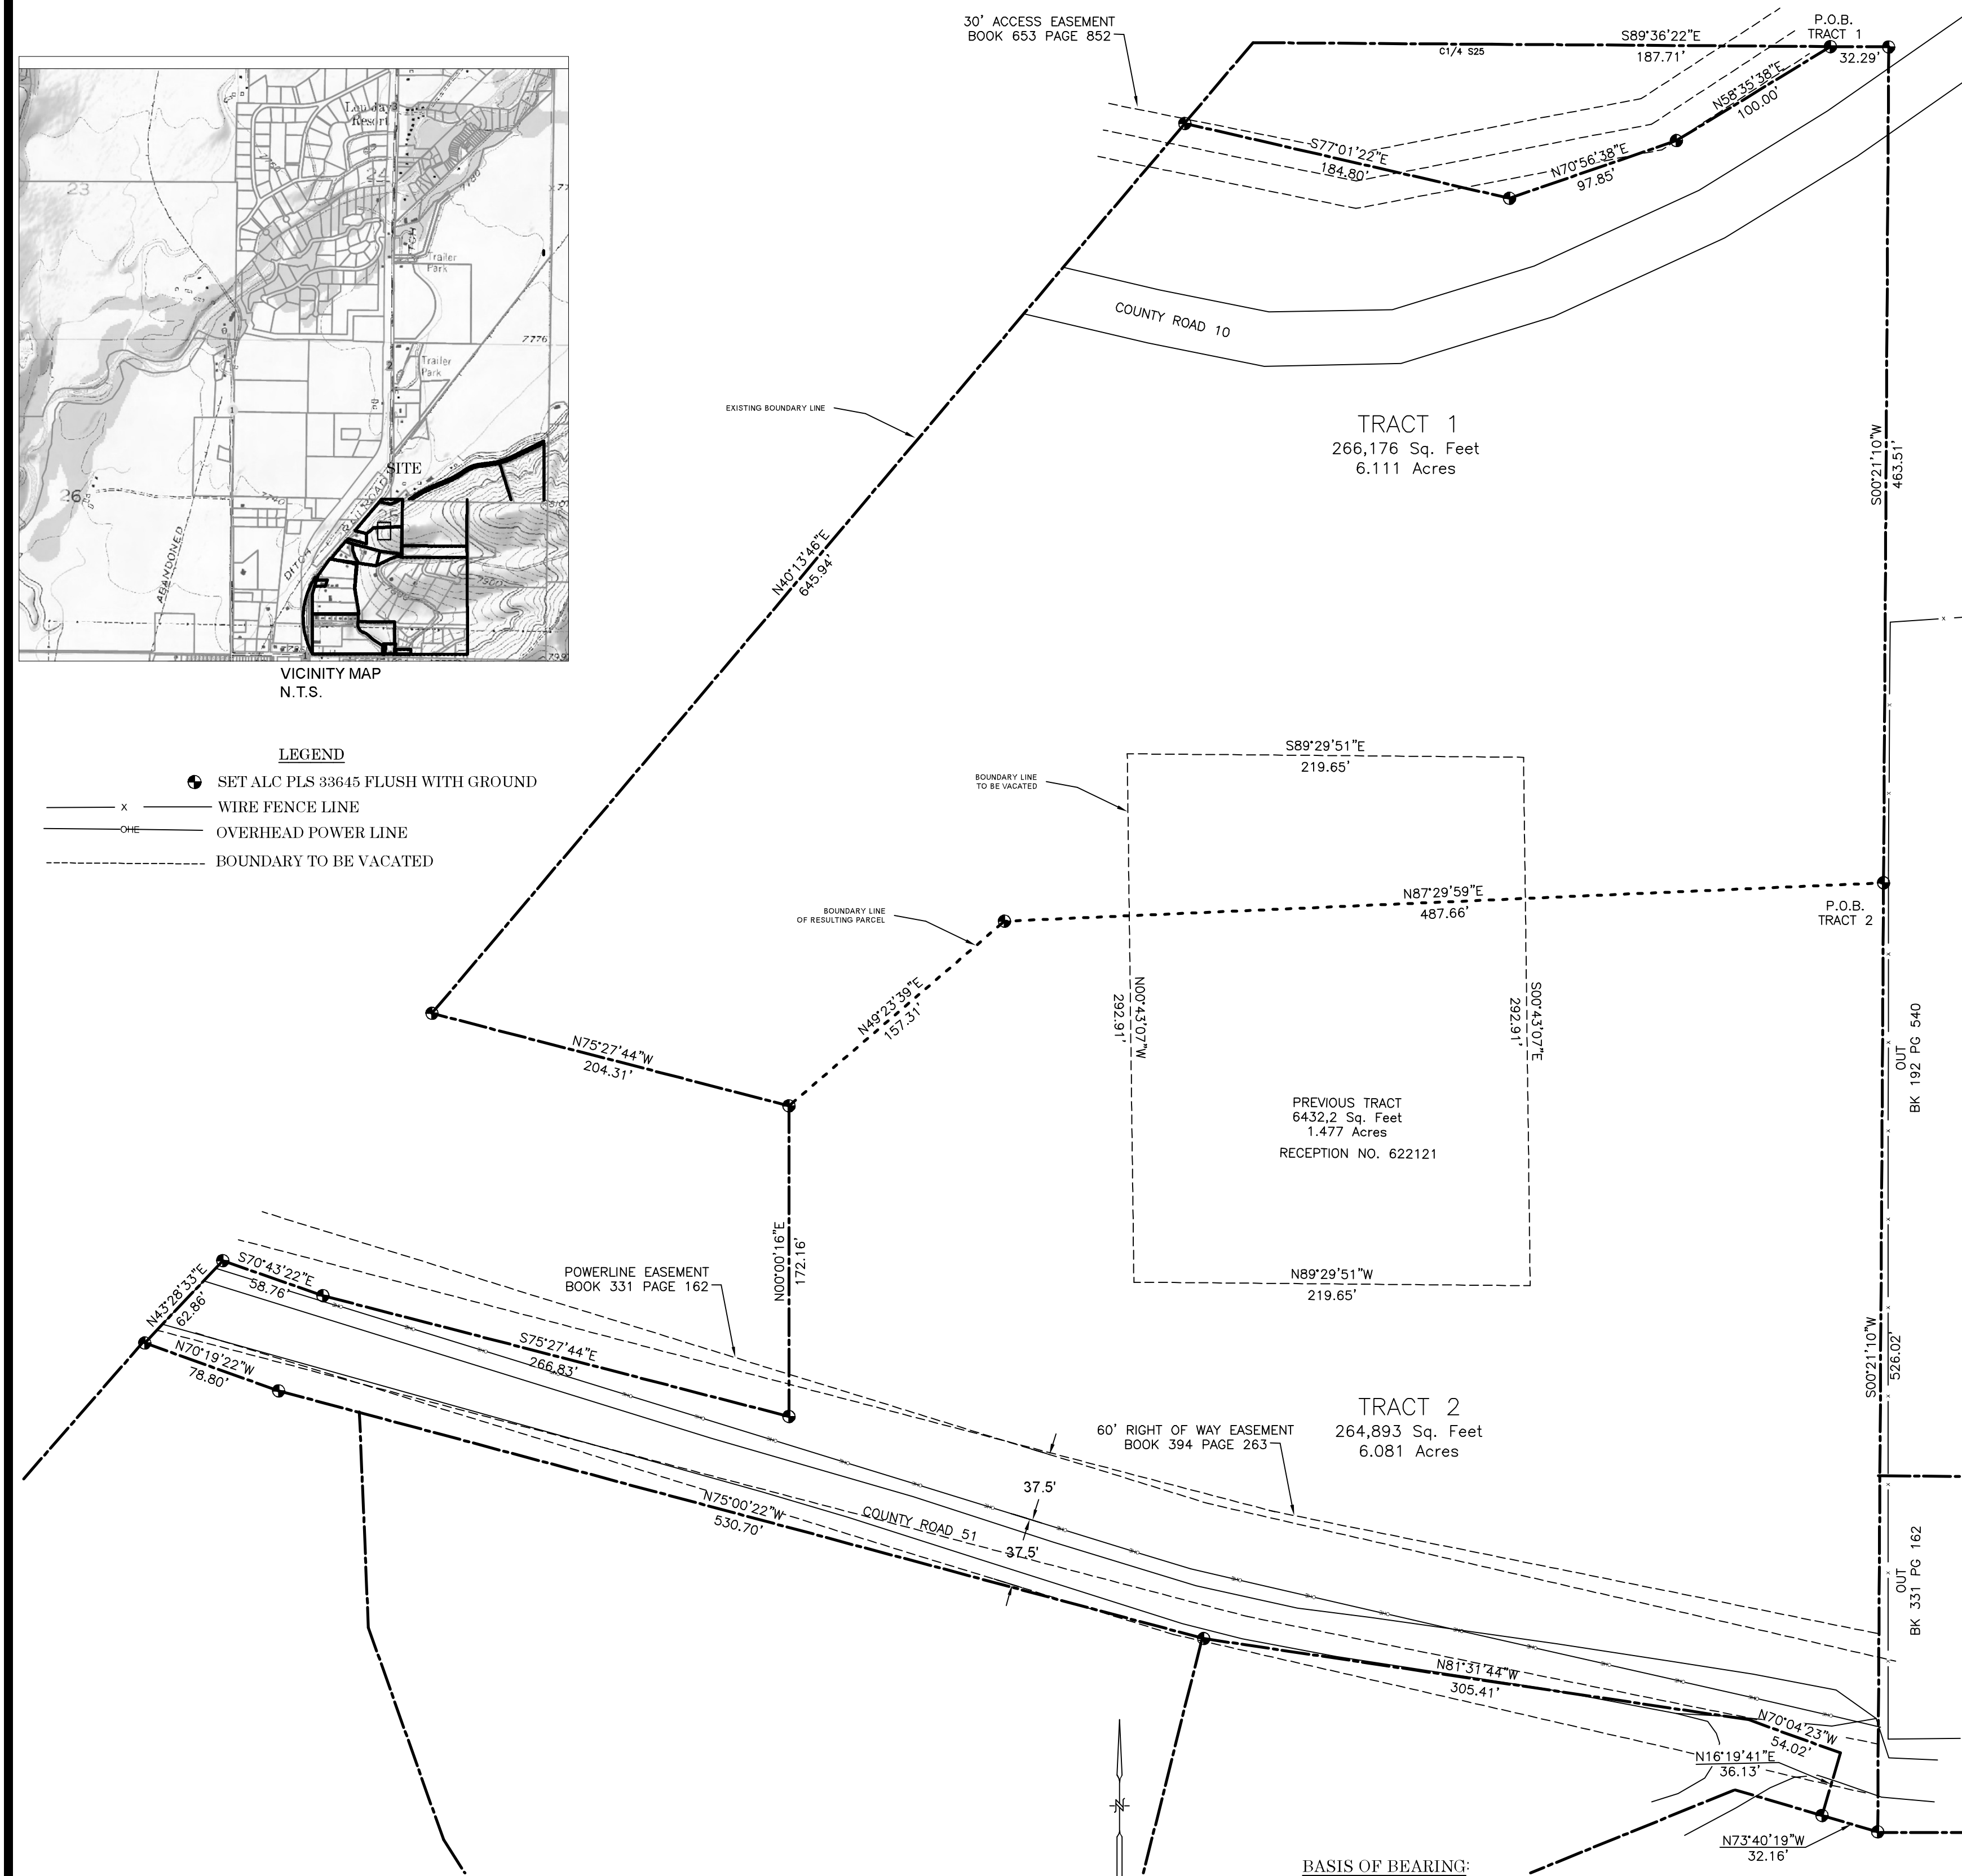 30' ACCESS EASEMENT
BOOK 653 PAGE 852
C1/4 S25
S89°36'22"E
187.71'
P.O.B.
TRACT 1
32.29'
N58°35'38"E
100.00'
S77°01'22"E
184.80'
N70°56'38"E
97.85'
COUNTY ROAD 10
EXISTING BOUNDARY LINE
TRACT 1
266,176 Sq. Feet
6.111 Acres
S00°21'10"W
463.51'
N40°13'46"E
645.94'
23
24
Resort
Trailer
Park
7776
Trailer
Park
SITE
26
7740
ABANDONED
DITCH
RAILROAD
VICINITY MAP
N.T.S.
LEGEND
SET ALC PLS 33645 FLUSH WITH GROUND
X
WIRE FENCE LINE
OHE
OVERHEAD POWER LINE
BOUNDARY TO BE VACATED
S89°29'51"E
219.65'
BOUNDARY LINE
TO BE VACATED
N87°29'59"E
487.66'
P.O.B.
TRACT 2
BOUNDARY LINE
OF RESULTING PARCEL
N49°23'39"E
157.31'
N00°43'07"W
292.91'
S00°43'07"E
292.91'
N75°27'44"W
204.31'
OUT
BK 192 PG 540
PREVIOUS TRACT
6432,2 Sq. Feet
1.477 Acres
RECEPTION NO. 622121
N00°00'16"E
172.16'
N89°29'51"W
219.65'
POWERLINE EASEMENT
BOOK 331 PAGE 162
S70°43'22"E
58.76'
N43°28'33"E
62.86'
N70°19'22"W
78.80'
S75°27'44"E
266.83'
S00°21'10"W
526.02'
TRACT 2
264,893 Sq. Feet
6.081 Acres
60' RIGHT OF WAY EASEMENT
BOOK 394 PAGE 263
37.5'
37.5'
COUNTY ROAD 51
N75°00'22"W
530.70'
OUT
BK 331 PG 162
N81°31'44"W
305.41'
N70°04'23"W
54.02'
N16°19'41"E
36.13'
N73°40'19"W
32.16'
N
BASIS OF BEARING: